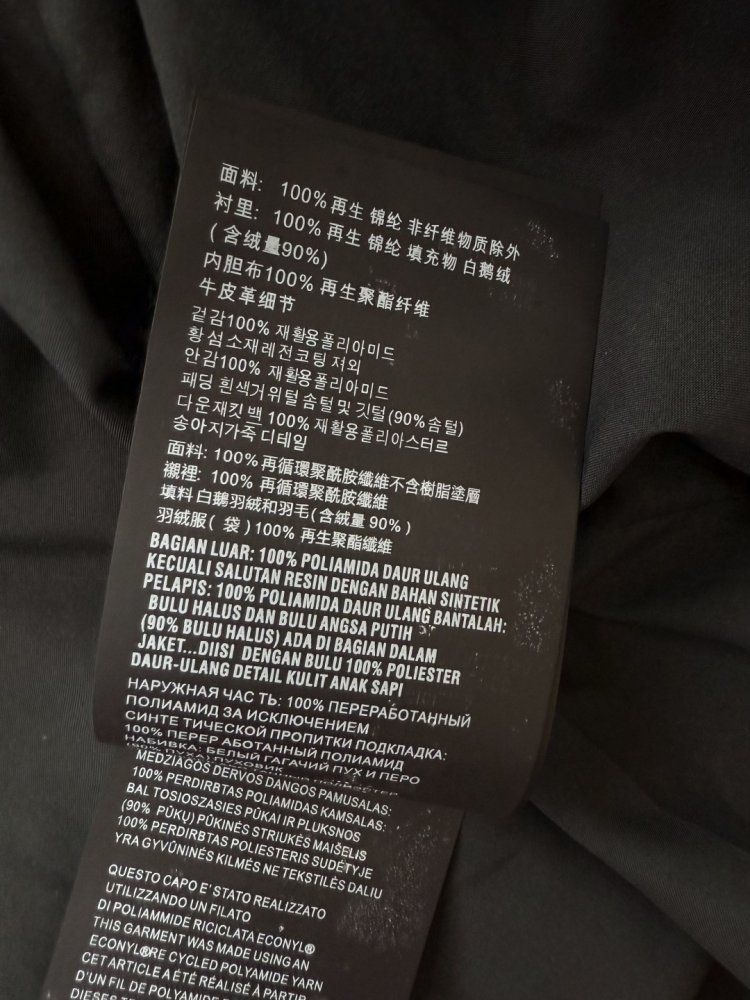 面料: 100% 再生 锦纶 非纤维物质除外
衬里: 100% 再生 锦纶 填充物 白鹅绒
(含绒量90%)
内胆布100% 再生聚酯纤维
牛皮革细节
겉감100% 재활용폴리아미드
황 섬소재레전코팅 져외
안감100% 재활용폴리아미드
패딩 흰색거위털 솜털 및 깃털(90%솜털)
다운재킷 백 100% 재활용폴리아스터르
송아지가죽 디테일
面料: 100% 再循環聚酰胺纖維不含樹脂塗層
襯裡: 100% 再循環聚酰胺纖維
填料 白鵝羽絨和羽毛(含絨量 90% )
羽絨服( 袋 ) 100% 再生聚酯纖維
BAGIAN LUAR: 100% POLIAMIDA DAUR ULANG
KECUALI SALUTAN RESIN DENGAN BAHAN SINTETIK
PELAPIS: 100% POLIAMIDA DAUR ULANG BANTALAH:
BULU HALUS DAN BULU ANGSA PUTIH
(90% BULU HALUS) ADA DI BAGIAN DALAM
JAKET...DIISI DENGAN BULU 100% POLIESTER
DAUR-ULANG DETAIL KULIT ANAK SAPI
НАРУЖНАЯ ЧАС ТЬ: 100% ПЕРЕРАБОТАННЫЙ
ПОЛИАМИД ЗА ИСКЛЮЧЕНИЕМ
СИНТЕ ТИЧЕСКОЙ ПРОПИТКИ ПОДКЛАДКА:
100% ПЕРЕР АБОТАННЫЙ ПОЛИАМИД
НАБИВКА: БЕЛЫЙ ГАГАЧИЙ ПУХ И ПЕРО
(90% ПУХА) ПУХОВИК
MEDŽIAGOS DERVOS DANGOS PAMUSALAS:
100% PERDIRBTAS POLIAMIDAS KAMSALAS:
BAL TOSIOSZASIES PŪKAI IR PLUKSNOS
(90% PŪKŲ) PŪKINĖS STRIUKĖS MAIŠELIS
100% PERDIRBTAS POLIESTERIS SUDĖTYJE
YRA GYVŪNINĖS KILMĖS NE TEKSTILĖS DALIU
QUESTO CAPO E' STATO REALIZZATO
UTILIZZANDO UN FILATO
DI POLIAMMIDE RICICLATA ECONYL®
THIS GARMENT WAS MADE USING AN
ECONYL®RE CYCLED POLYAMIDE YARN
CET ARTICLE A ÉTÉ RÉALISÉ À PARTIR
D'UN FIL DE POLYAMIDE
DIESES